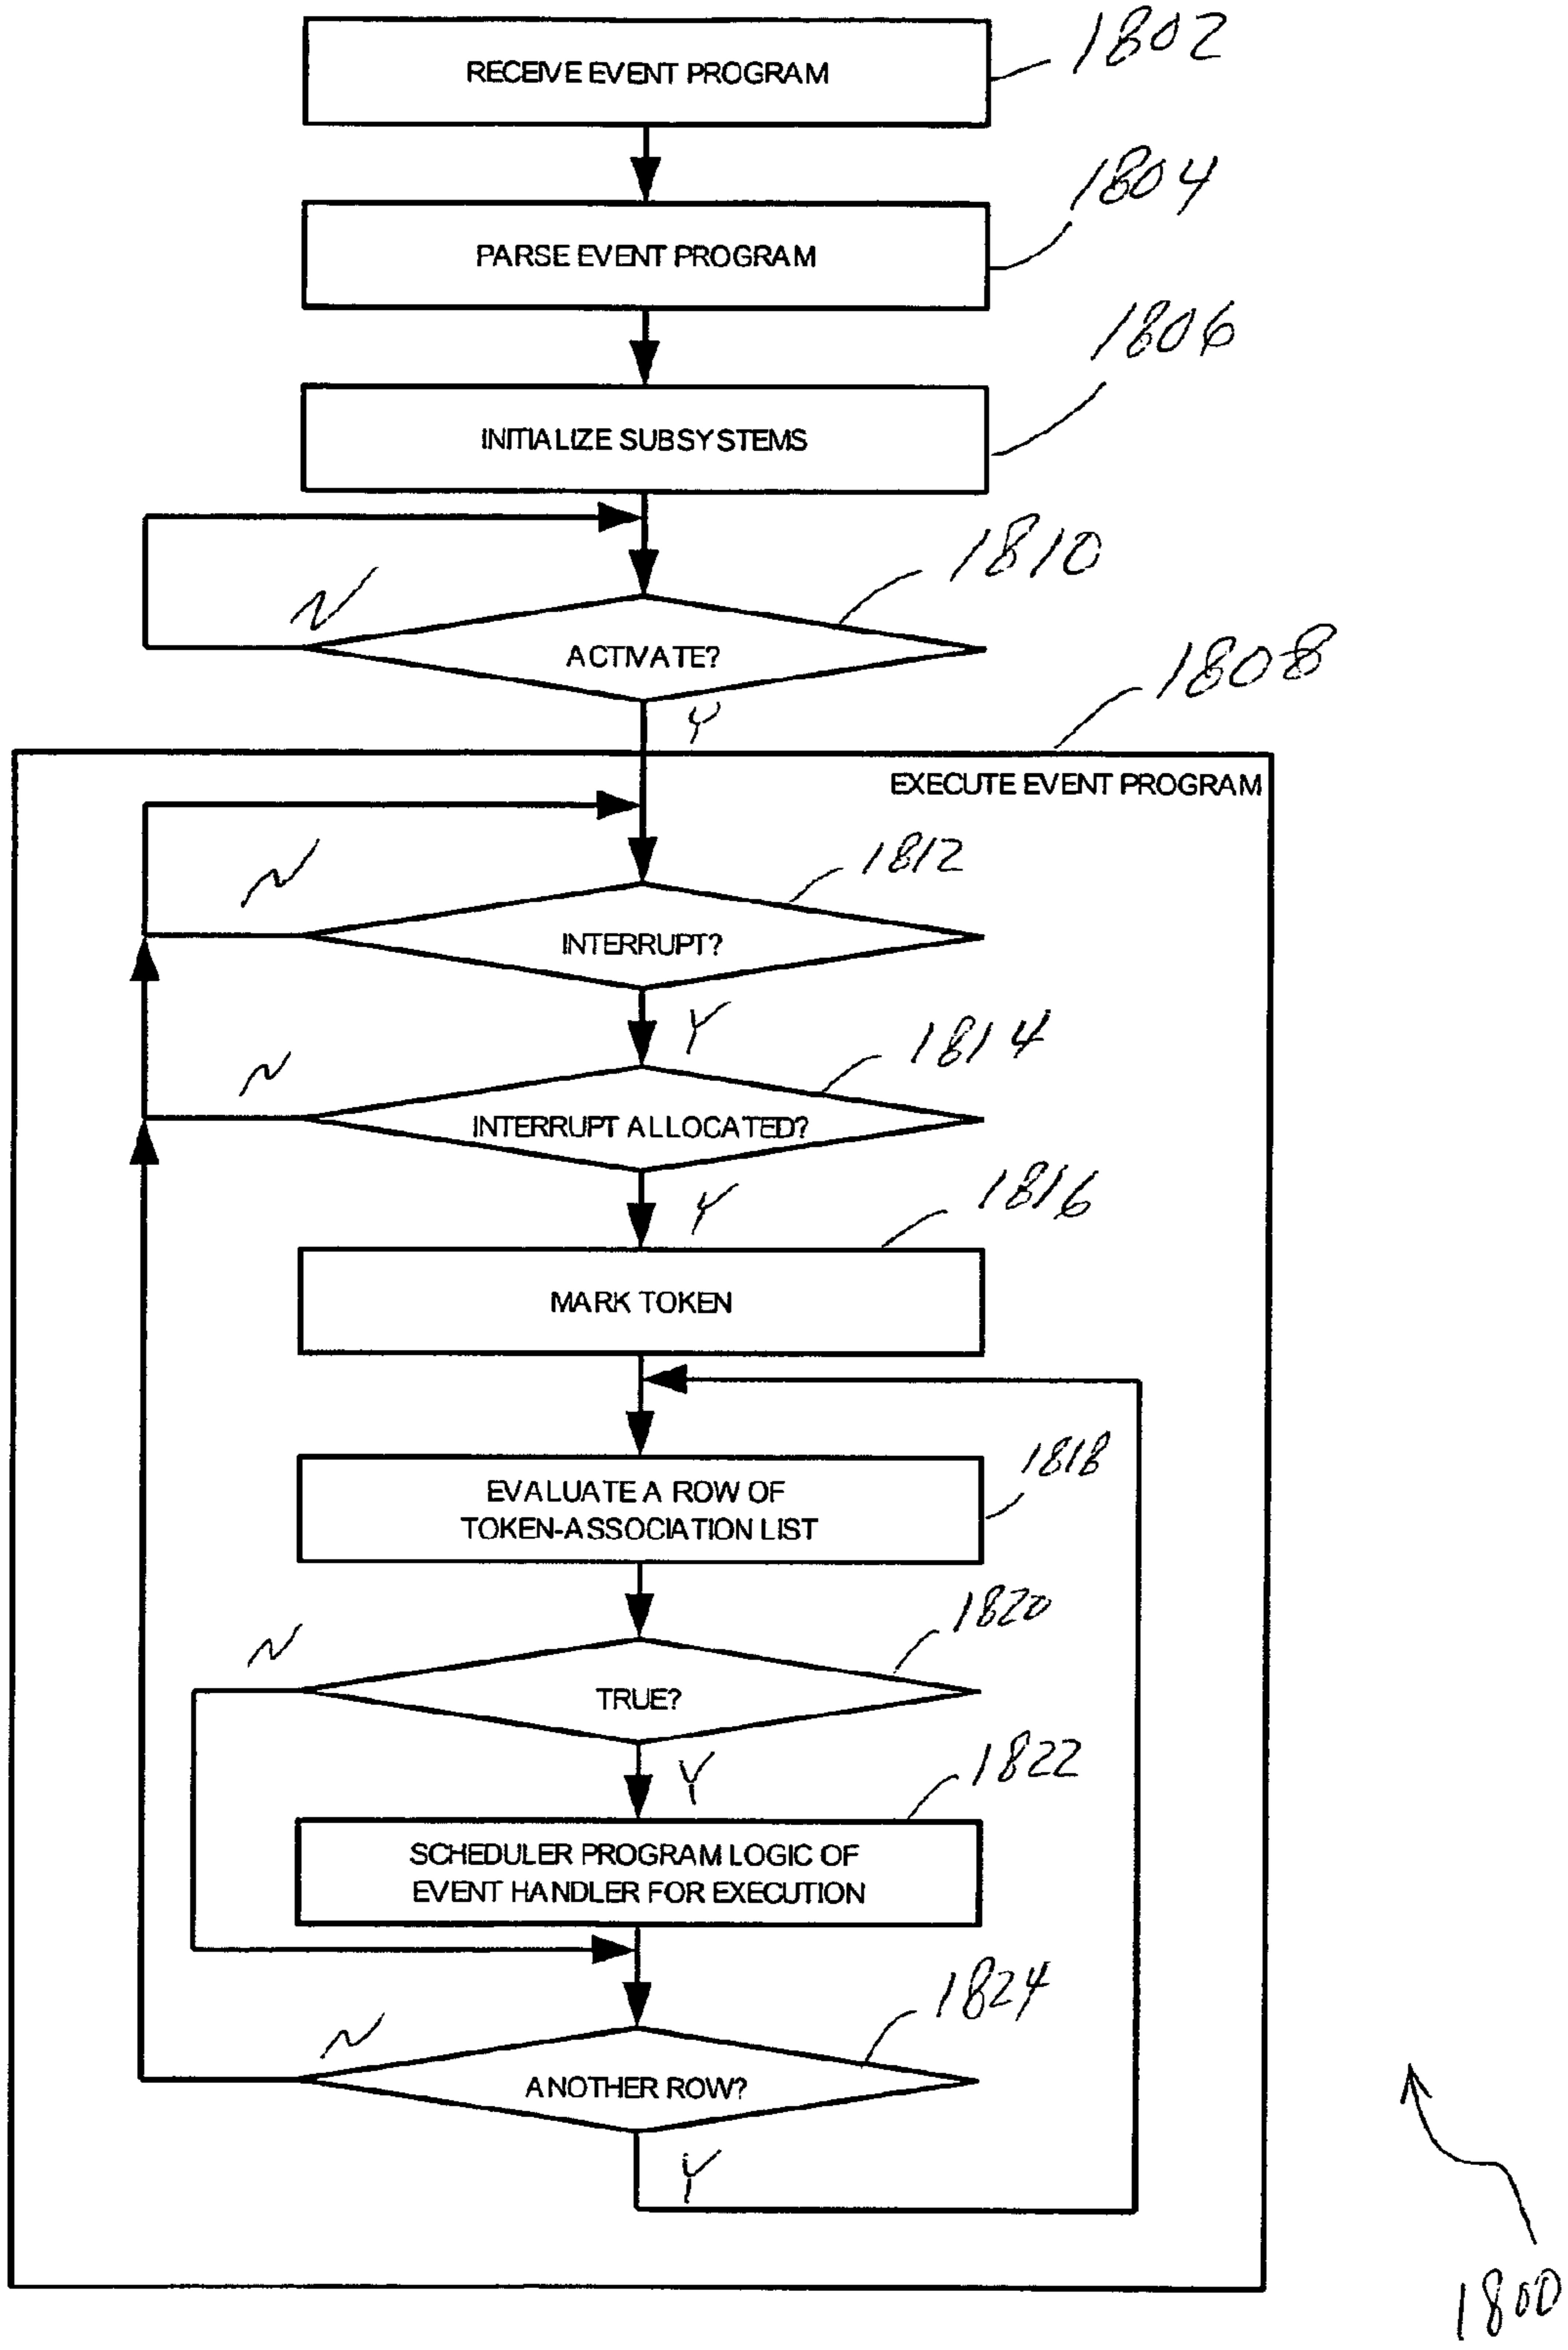 RECEIVE EVENT PROGRAM
1802
PARSE EVENT PROGRAM
1804
INITIALIZE SUBSYSTEMS
1806
N
ACTIVATE?
1810
Y
1808
EXECUTE EVENT PROGRAM
N
INTERRUPT?
1812
Y
N
INTERRUPT ALLOCATED?
1814
Y
MARK TOKEN
1816
EVALUATE A ROW OF
TOKEN-ASSOCIATION LIST
1818
N
TRUE?
1820
Y
SCHEDULER PROGRAM LOGIC OF
EVENT HANDLER FOR EXECUTION
1822
N
ANOTHER ROW?
1824
Y
1800